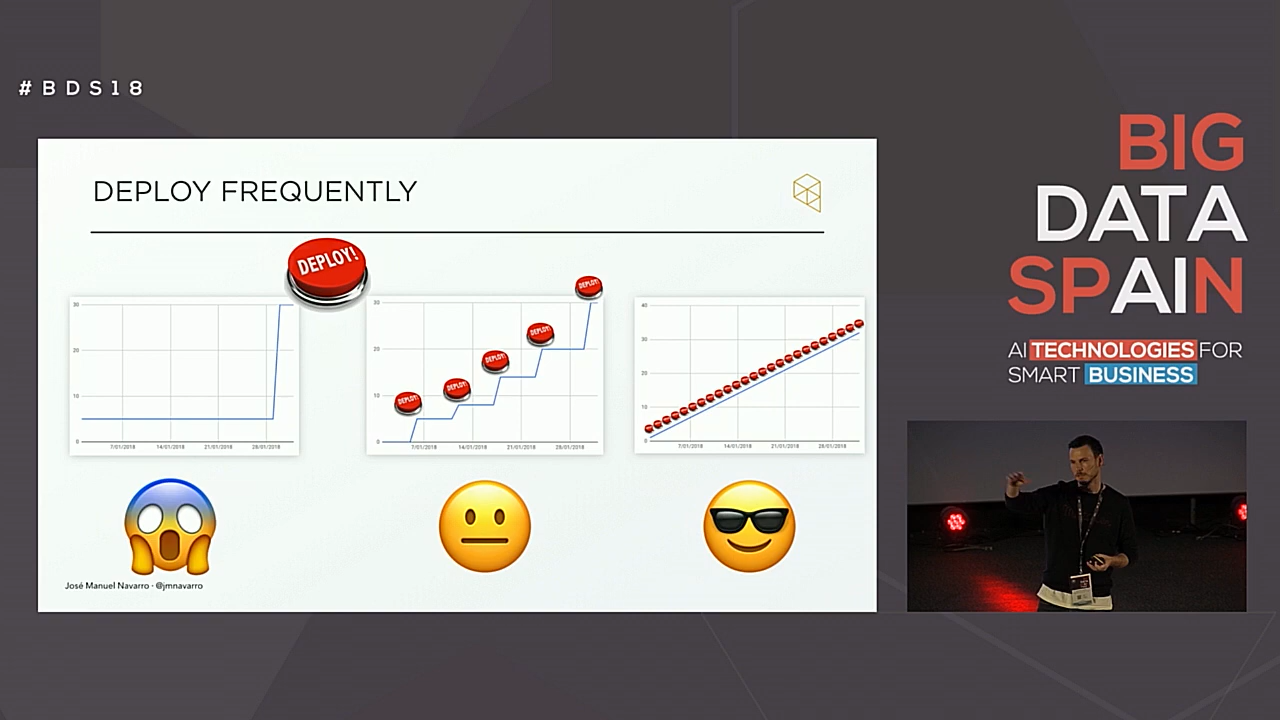 #BDS18
DEPLOY FREQUENTLY
DEPLOY!
30
20
10
0
7/01/2018
14/01/2018
21/01/2018
28/01/2018
DEPLOY!
DEPLOY!
DEPLOY!
DEPLOY!
DEPLOY!
30
20
10
0
7/01/2018
14/01/2018
21/01/2018
28/01/2018
40
30
20
10
0
7/01/2018
14/01/2018
21/01/2018
28/01/2018
José Manuel Navarro · @jmnavarro
BIG
DATA
SPAIN
AI TECHNOLOGIES FOR
SMART BUSINESS